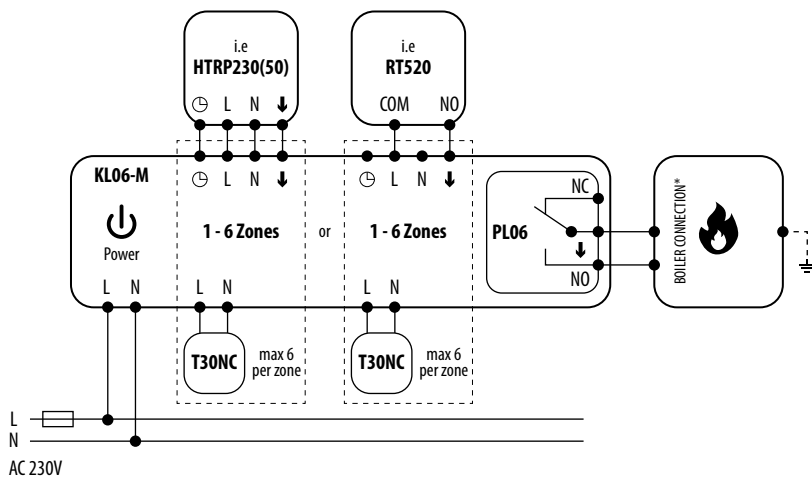 i.e
HTRP230(50)
L N
i.e
RT520
COM NO
KL06-M
Power
L N
L N
1 - 6 Zones
or
L N
1 - 6 Zones
PL06
NC
NO
BOILER CONNECTION*
L N
T30NC
max 6
per zone
L N
T30NC
max 6
per zone
L
N
AC 230V